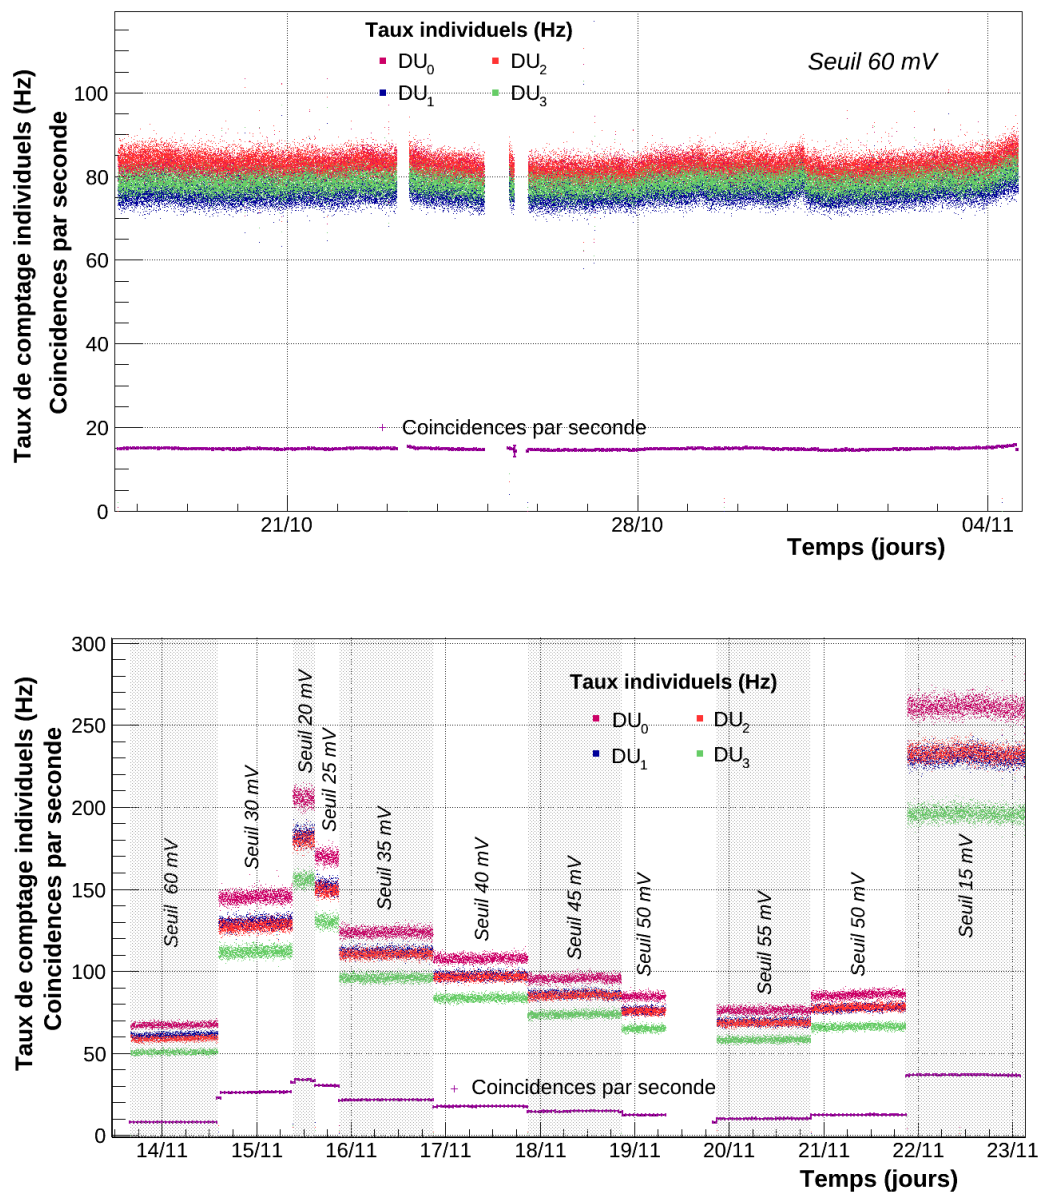 Taux individuels (Hz)
DU0 DU2
DU1 DU3
Seuil 60 mV
Taux de comptage individuels (Hz)
Coincidences par seconde
100
80
60
40
20
0
Coincidences par seconde
21/10 28/10 04/11
Temps (jours)
300
250
200
150
100
50
0
Taux de comptage individuels (Hz)
Coincidences par seconde
Taux individuels (Hz)
DU0 DU2
DU1 DU3
Seuil 60 mV
Seuil 30 mV
Seuil 20 mV
Seuil 25 mV
Seuil 35 mV
Seuil 40 mV
Seuil 45 mV
Seuil 50 mV
Seuil 55 mV
Seuil 50 mV
Seuil 15 mV
Coincidences par seconde
14/11 15/11 16/11 17/11 18/11 19/11 20/11 21/11 22/11 23/11
Temps (jours)